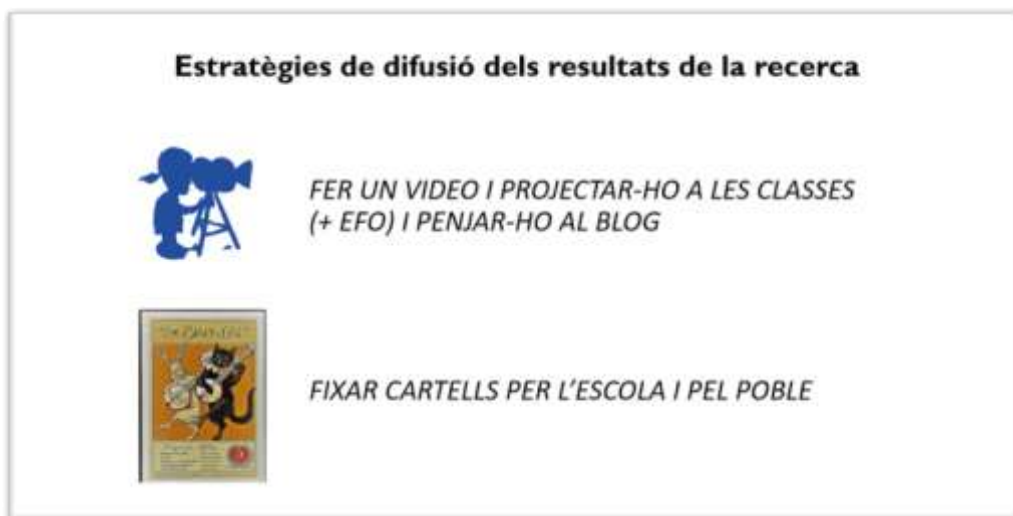 Estratègies de difusió dels resultats de la recerca
FER UN VIDEO I PROJECTAR-HO A LES CLASSES
(+ EFO) I PENJAR-HO AL BLOG
FIXAR CARTELLS PER L'ESCOLA I PEL POBLE